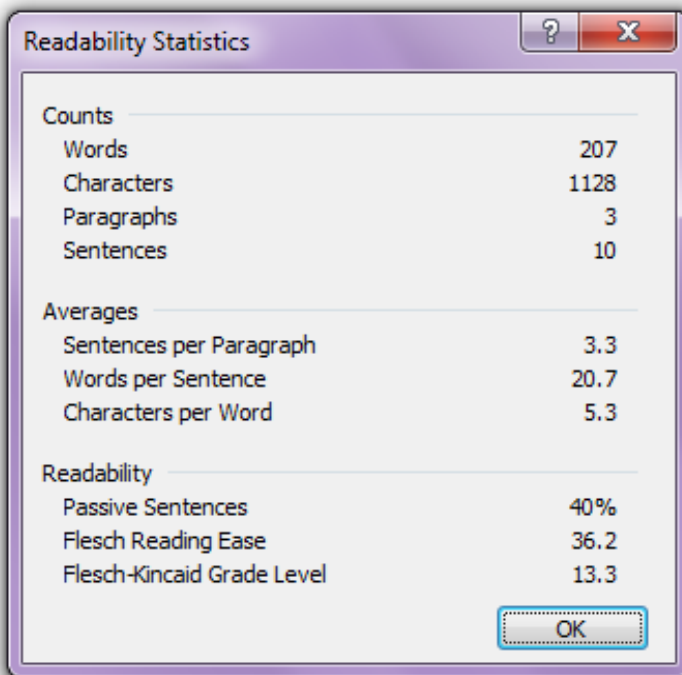 Readability Statistics ? X
Counts
Words 207
Characters 1128
Paragraphs 3
Sentences 10
Averages
Sentences per Paragraph 3.3
Words per Sentence 20.7
Characters per Word 5.3
Readability
Passive Sentences 40%
Flesch Reading Ease 36.2
Flesch-Kincaid Grade Level 13.3
OK